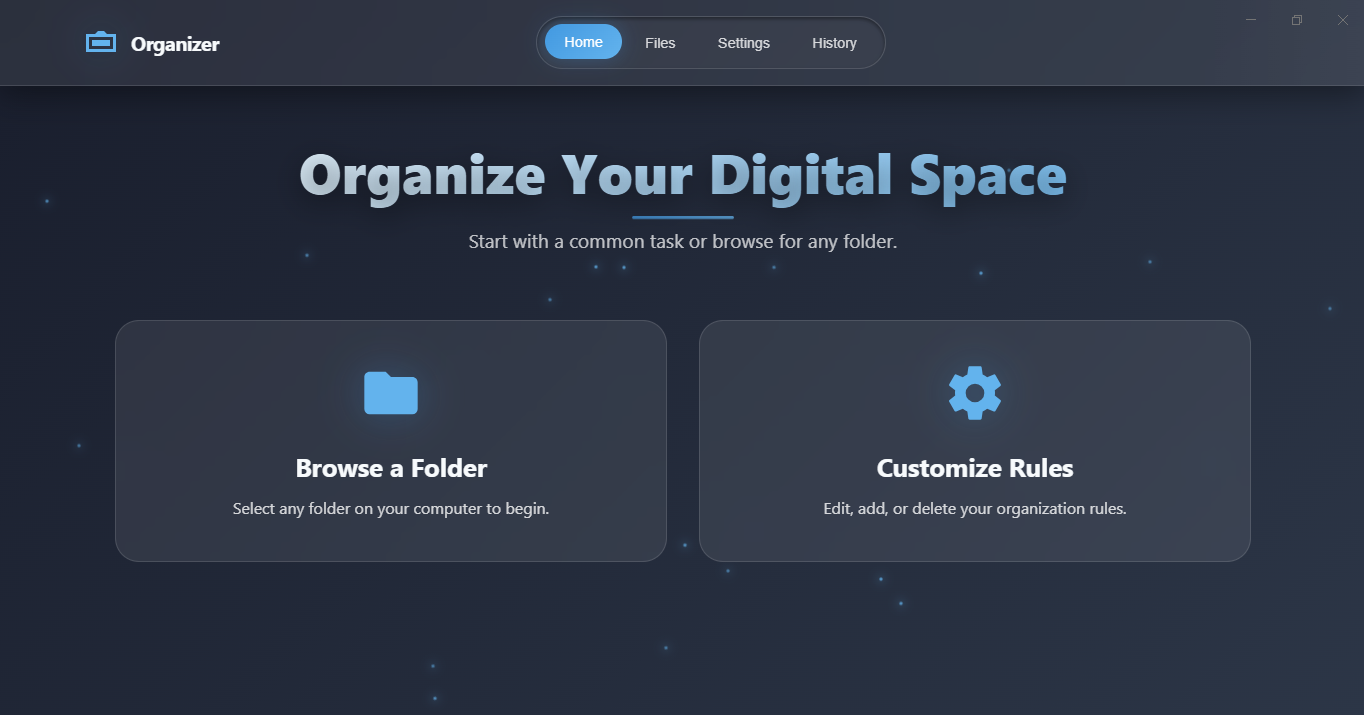 Organizer
Home
Files
Settings
History
Organize Your Digital Space
Start with a common task or browse for any folder.
Browse a Folder
Select any folder on your computer to begin.
Customize Rules
Edit, add, or delete your organization rules.